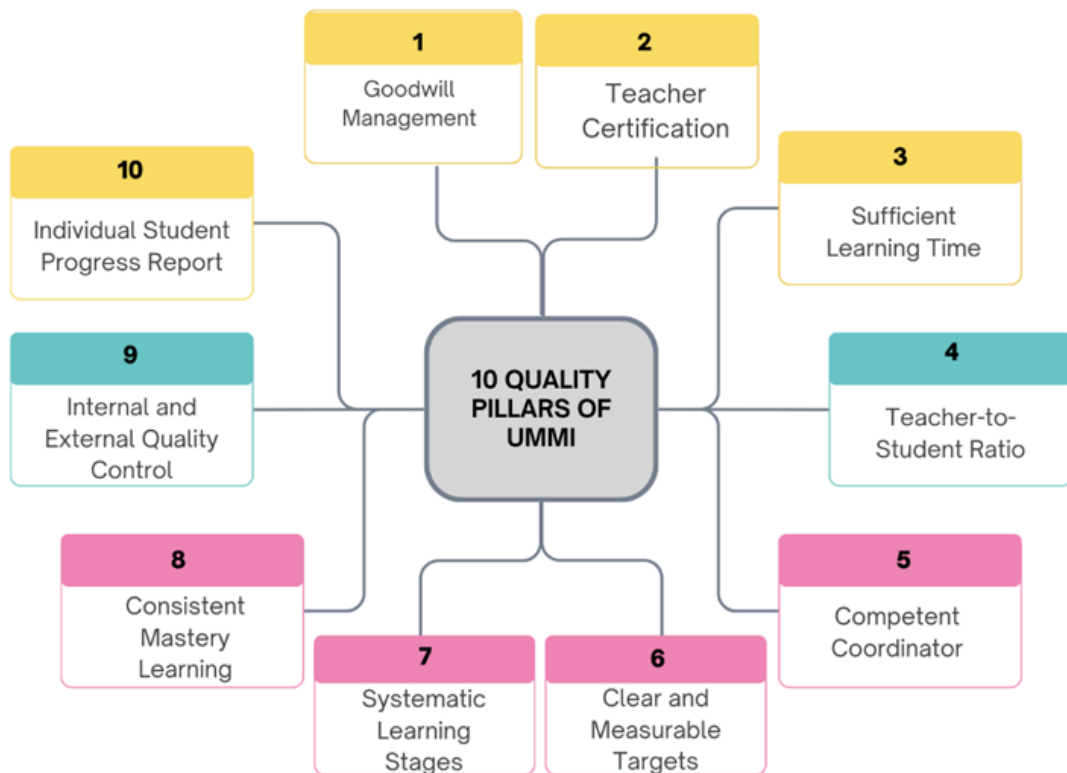 1
Goodwill
Management
2
Teacher
Certification
3
Sufficient
Learning Time
4
Teacher-to-
Student Ratio
5
Competent
Coordinator
6
Clear and
Measurable
Targets
7
Systematic
Learning
Stages
8
Consistent
Mastery
Learning
9
Internal and
External Quality
Control
10
Individual Student
Progress Report
10 QUALITY
PILLARS OF
UMMI